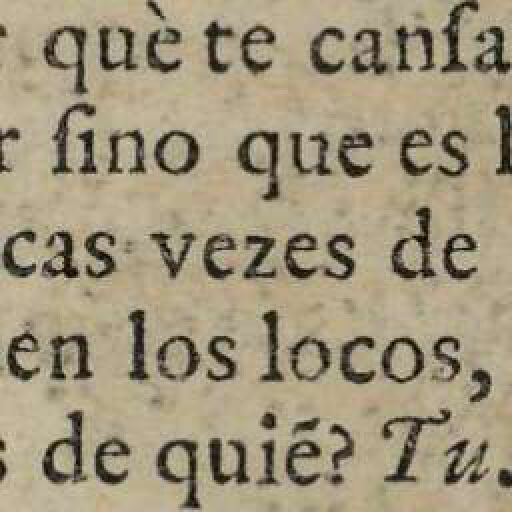 què te canſa
r ſino que es l
cas vezes de
en los locos,
s de quiẽ? Tu.